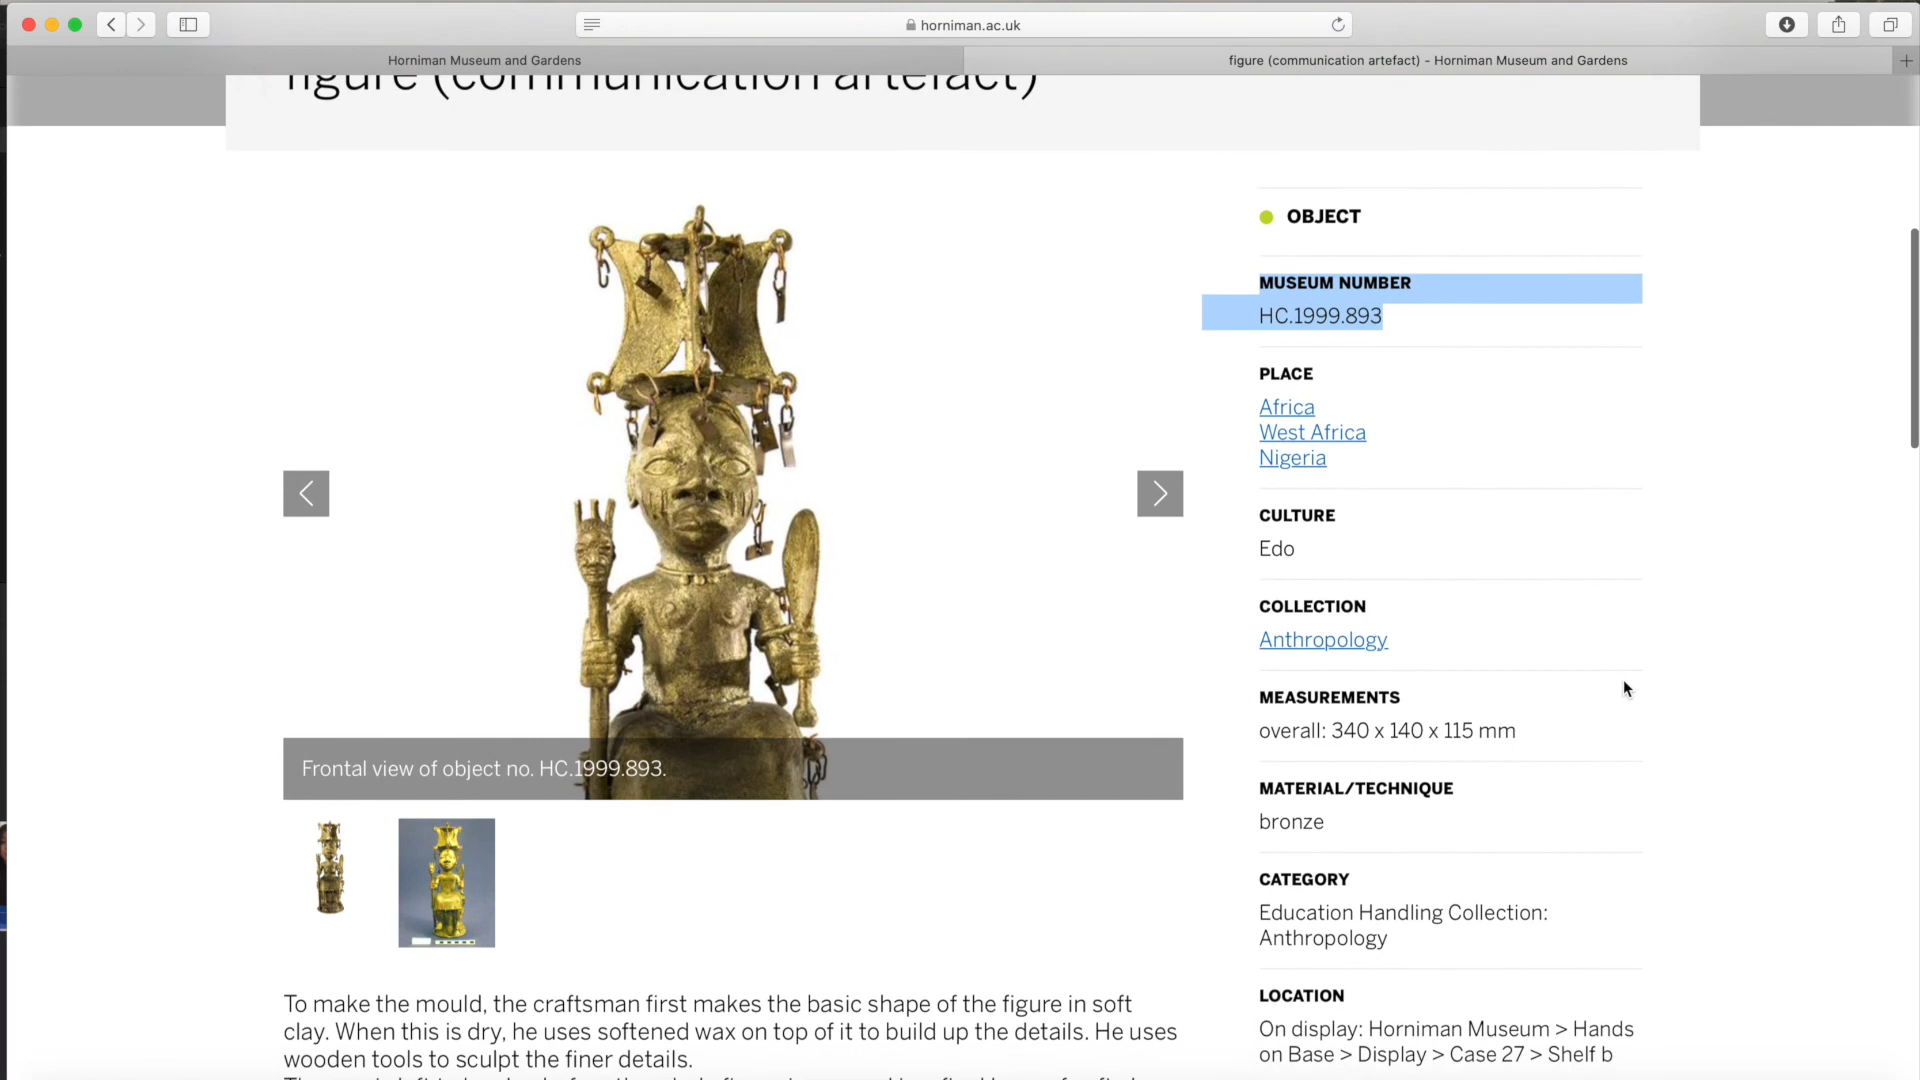 horniman.ac.uk
Horniman Museum and Gardens
figure (communication artefact) - Horniman Museum and Gardens
figure (communication artefact)
OBJECT
MUSEUM NUMBER
HC.1999.893
PLACE
Africa
West Africa
Nigeria
CULTURE
Edo
COLLECTION
Anthropology
MEASUREMENTS
overall: 340 x 140 x 115 mm
MATERIAL/TECHNIQUE
bronze
CATEGORY
Education Handling Collection:
Anthropology
LOCATION
On display: Horniman Museum > Hands
on Base > Display > Case 27 > Shelf b
Frontal view of object no. HC.1999.893.
To make the mould, the craftsman first makes the basic shape of the figure in soft
clay. When this is dry, he uses softened wax on top of it to build up the details. He uses
wooden tools to sculpt the finer details.